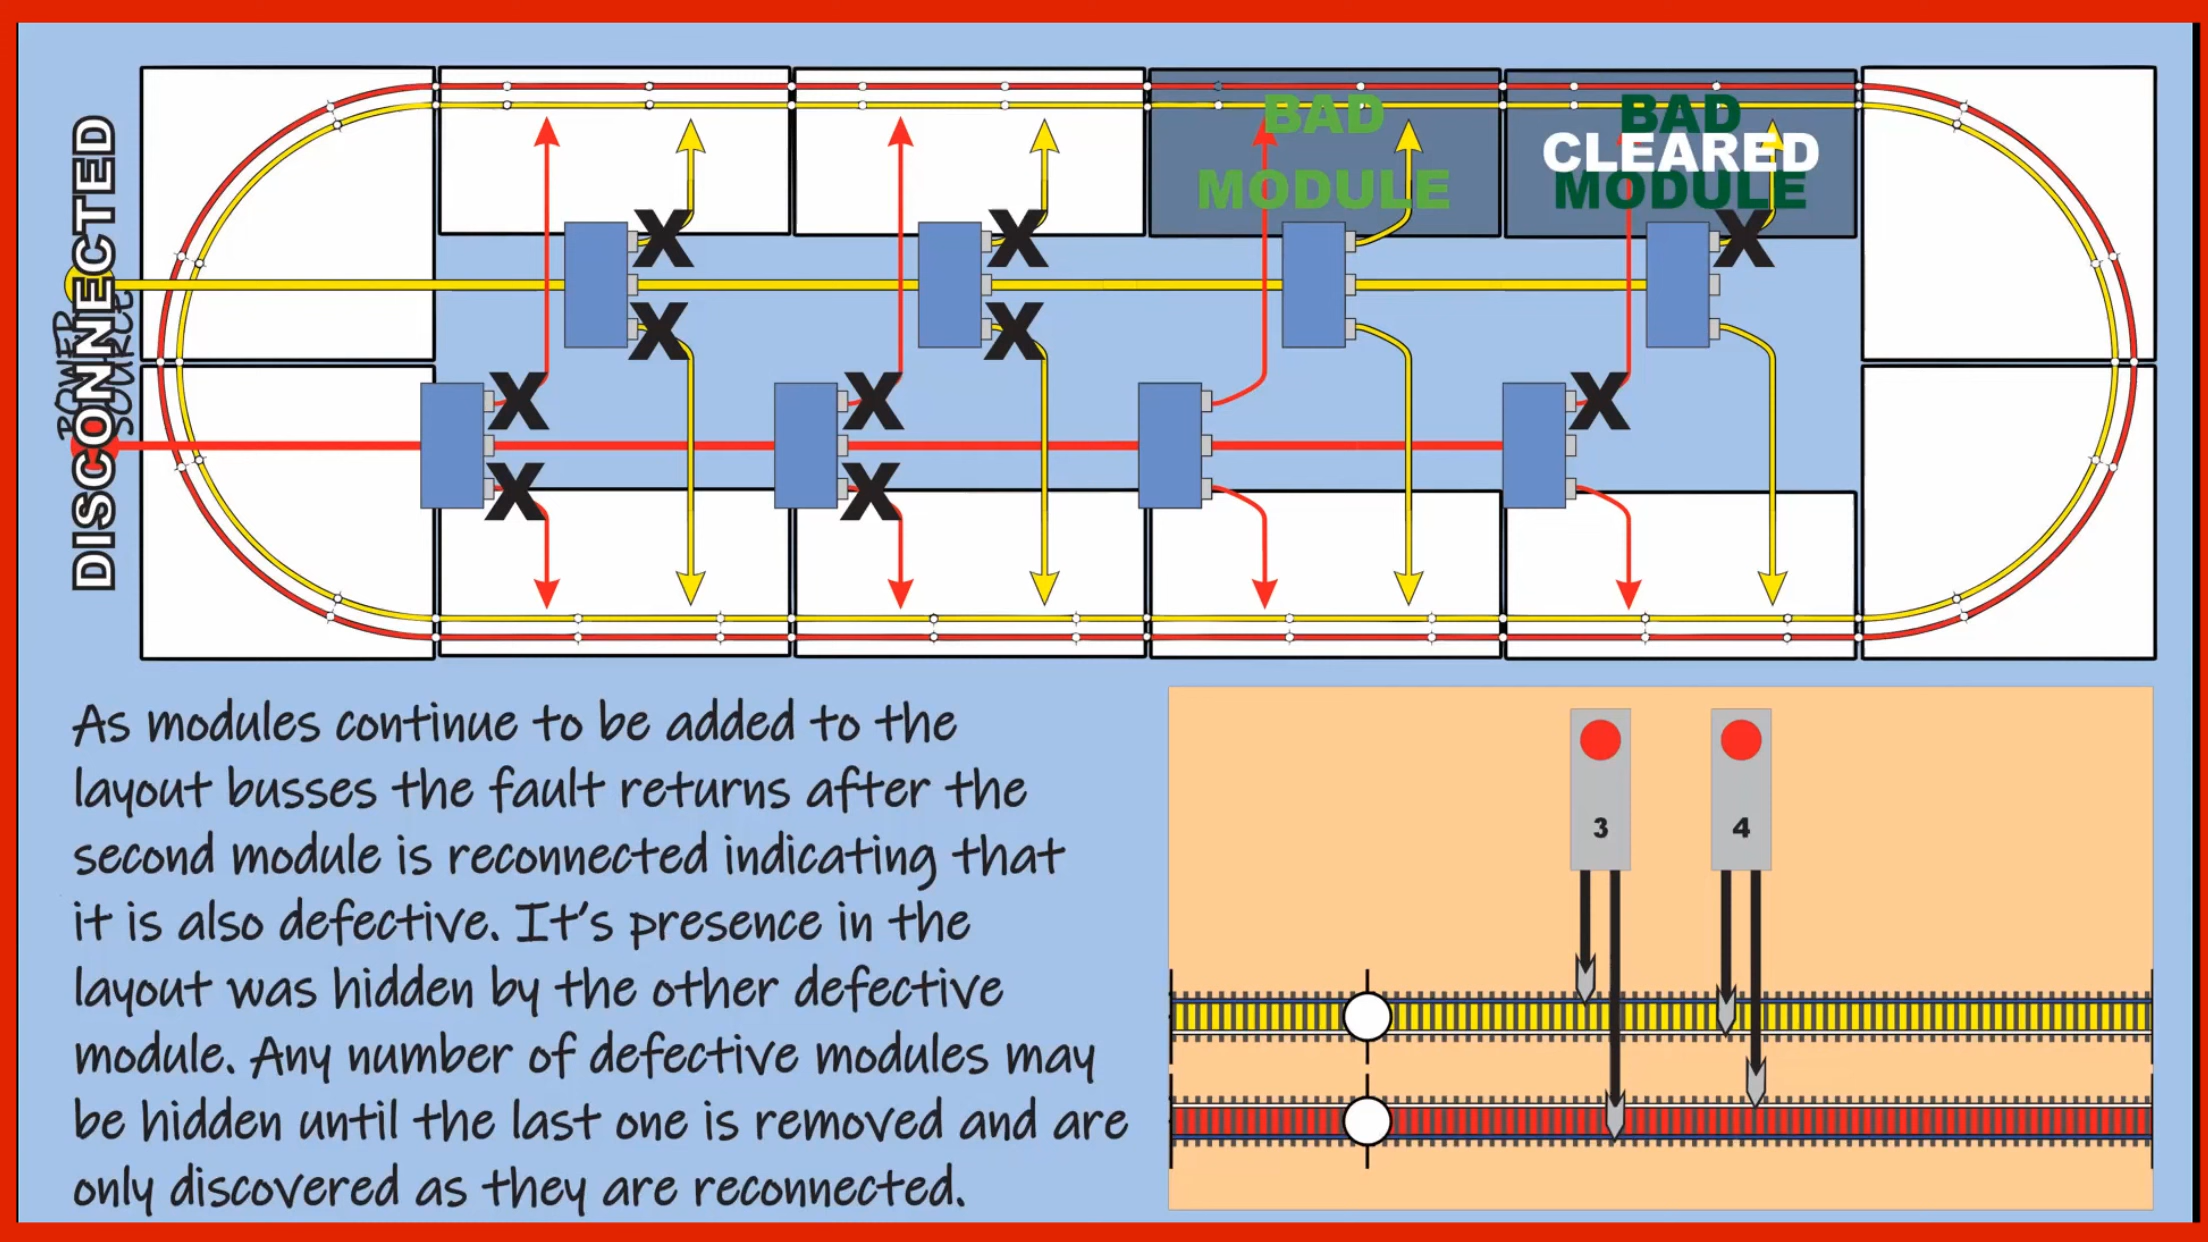 DISCONNECTED
POWER
SOURCE
BAD
MODULE
BAD
CLEARED
MODULE
X X X
X X
X X X
X X
3 4
As modules continue to be added to the
layout busses the fault returns after the
second module is reconnected indicating that
it is also defective. It's presence in the
layout was hidden by the other defective
module. Any number of defective modules may
be hidden until the last one is removed and are
only discovered as they are reconnected.